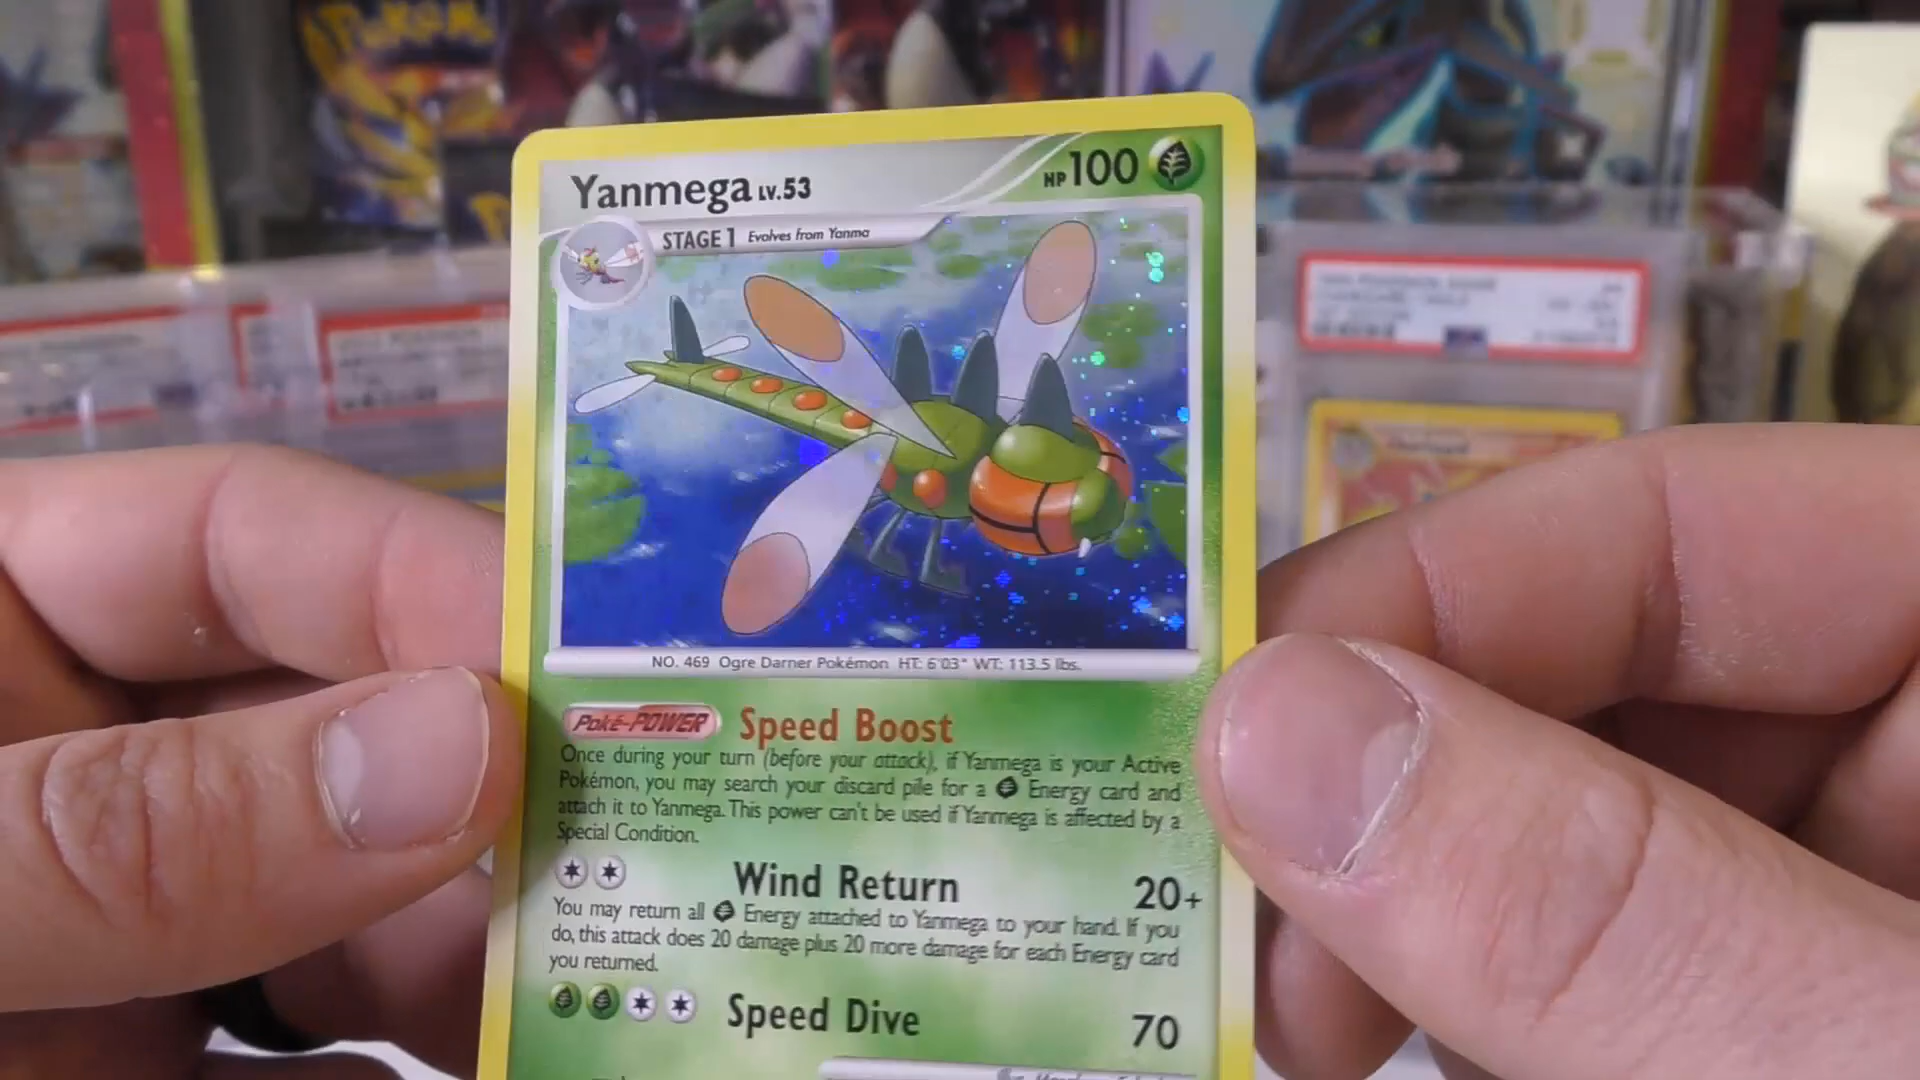 POKÉMON
Yanmega LV.53
HP 100
STAGE 1 Evolves from Yanma
NO. 469 Ogre Darner Pokémon HT: 6'03" WT: 113.5 lbs.
Poké-POWER Speed Boost
Once during your turn (before your attack), if Yanmega is your Active
Pokémon, you may search your discard pile for a Energy card and
attach it to Yanmega. This power can't be used if Yanmega is affected by a
Special Condition.
Wind Return 20+
You may return all Energy attached to Yanmega to your hand. If you
do, this attack does 20 damage plus 20 more damage for each Energy card
you returned.
Speed Dive 70